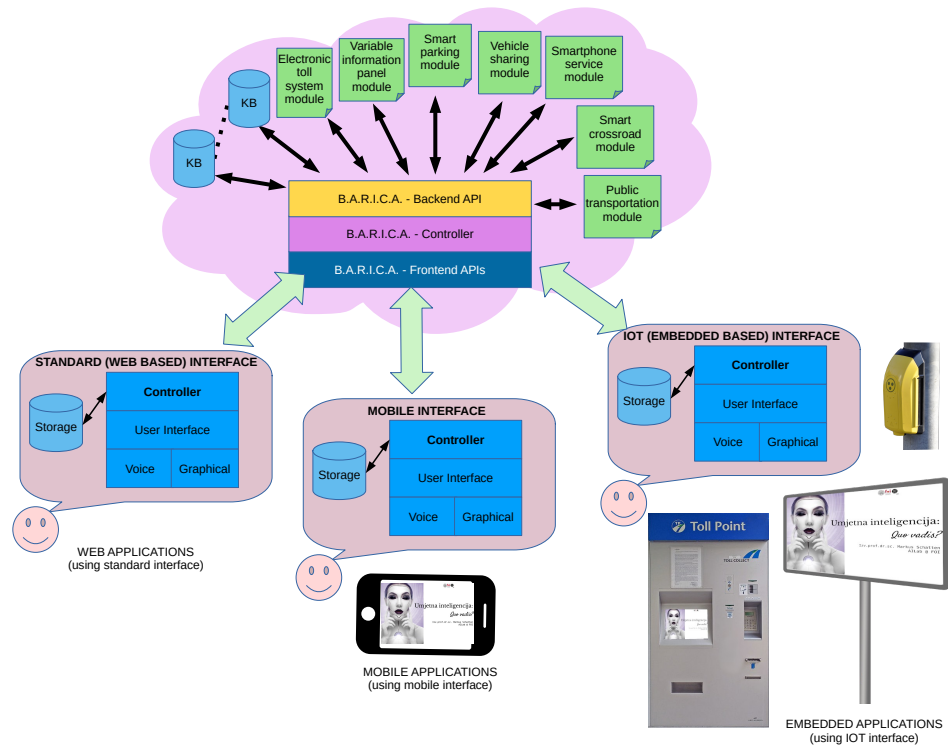 Electronic
toll
system
module
Variable
information
panel
module
Smart
parking
module
Vehicle
sharing
module
Smartphone
service
module
KB
KB
Smart
crossroad
module
Public
transportation
module
B.A.R.I.C.A. - Backend API
B.A.R.I.C.A. - Controller
B.A.R.I.C.A. - Frontend APIs
STANDARD (WEB BASED) INTERFACE
Controller
Storage
User Interface
Voice
Graphical
WEB APPLICATIONS
(using standard interface)
MOBILE INTERFACE
Controller
Storage
User Interface
Voice
Graphical
Umjetna inteligencija:
Quo vadis?
MOBILE APPLICATIONS
(using mobile interface)
IOT (EMBEDDED BASED) INTERFACE
Controller
Storage
User Interface
Voice
Graphical
Toll Point
TOLL COLLECT
Umjetna inteligencija:
Quo vadis?
EMBEDDED APPLICATIONS
(using IOT interface)